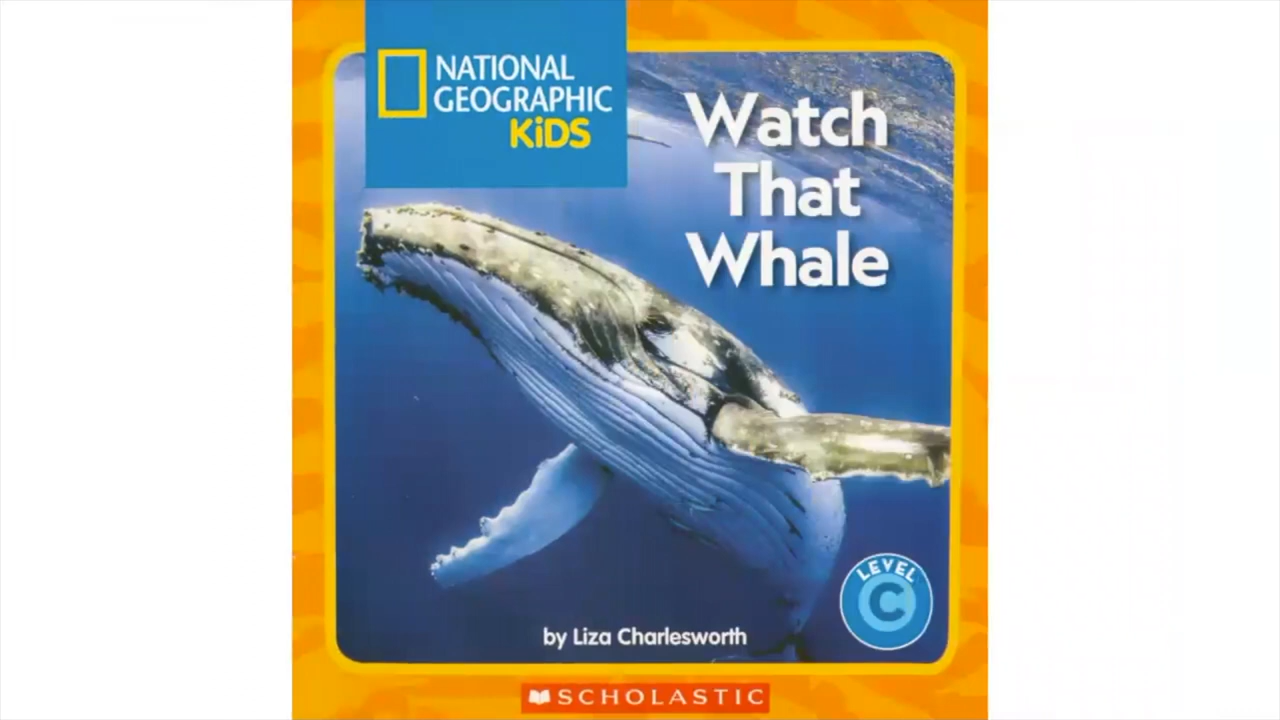 NATIONAL
GEOGRAPHIC
KiDS
Watch
That
Whale
LEVEL
C
by Liza Charlesworth
SCHOLASTIC